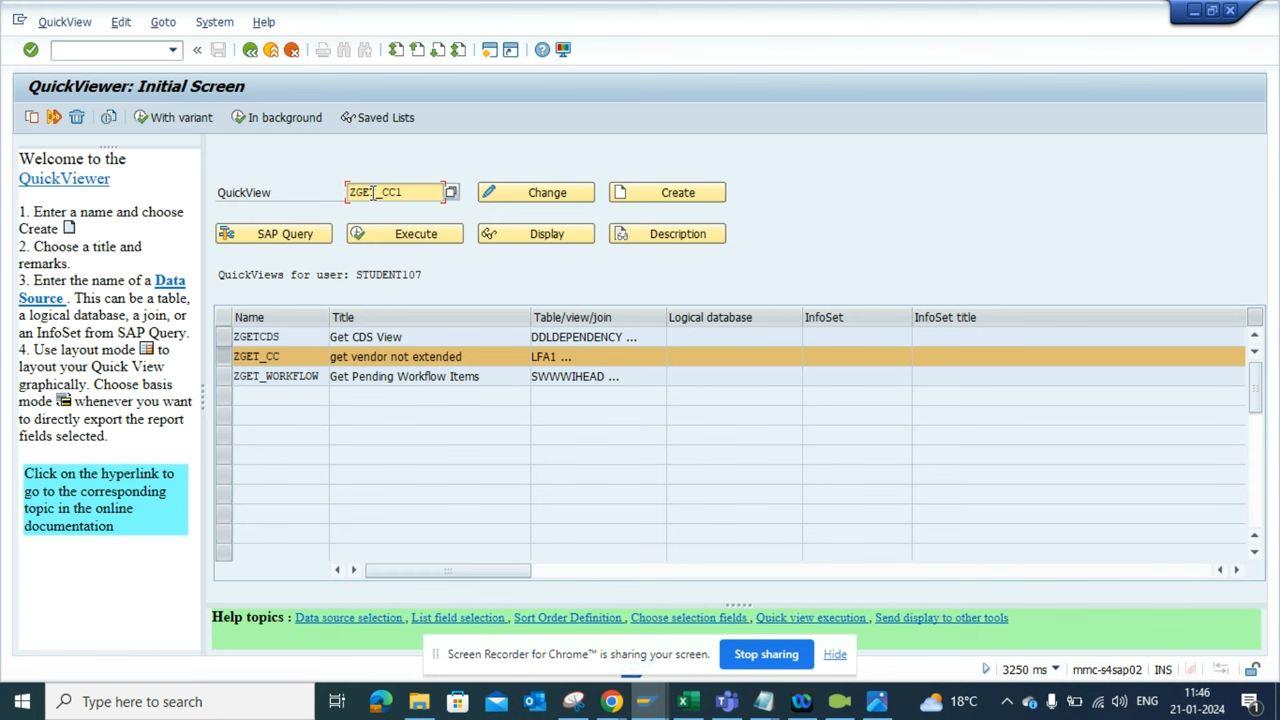 QuickView Edit Goto System Help
QuickViewer: Initial Screen
With variant In background Saved Lists
Welcome to the
QuickViewer
1. Enter a name and choose
Create
2. Choose a title and
remarks.
3. Enter the name of a Data
Source . This can be a table,
a logical database, a join, or
an InfoSet from SAP Query.
4. Use layout mode to
layout your Quick View
graphically. Choose basis
mode whenever you want
to directly export the report
fields selected.
Click on the hyperlink to
go to the corresponding
topic in the online
documentation
QuickView ZGET_CC1 Change Create
SAP Query Execute Display Description
QuickViews for user: STUDENT107
Name Title Table/view/join Logical database InfoSet InfoSet title
ZGETCDS Get CDS View DDLDEPENDENCY ...
ZGET_CC get vendor not extended LFA1 ...
ZGET_WORKFLOW Get Pending Workflow Items SWWWIHEAD ...
Help topics : Data source selection , List field selection , Sort Order Definition , Choose selection fields , Quick view execution , Send display to other tools
Screen Recorder for Chrome™ is sharing your screen. Stop sharing Hide
3250 ms mmc-s4sap02 INS
Type here to search
18°C ENG 11:46
21-01-2024